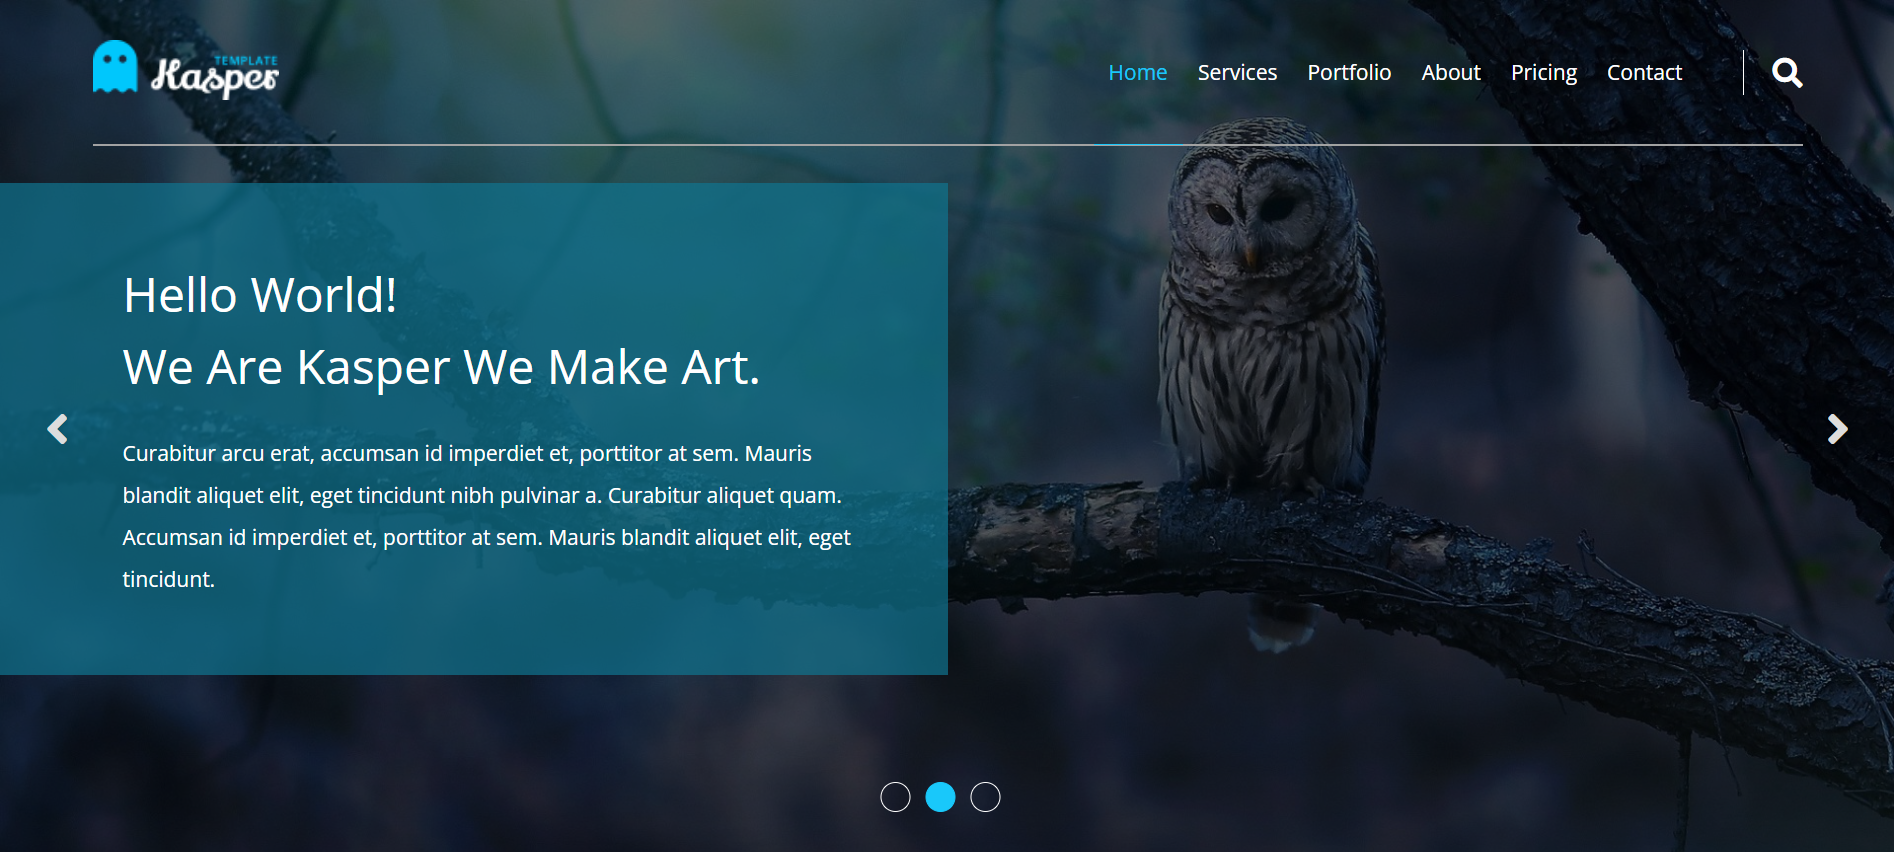 TEMPLATE
Kasper
Home Services Portfolio About Pricing Contact
Hello World!
We Are Kasper We Make Art.
Curabitur arcu erat, accumsan id imperdiet et, porttitor at sem. Mauris
blandit aliquet elit, eget tincidunt nibh pulvinar a. Curabitur aliquet quam.
Accumsan id imperdiet et, porttitor at sem. Mauris blandit aliquet elit, eget
tincidunt.